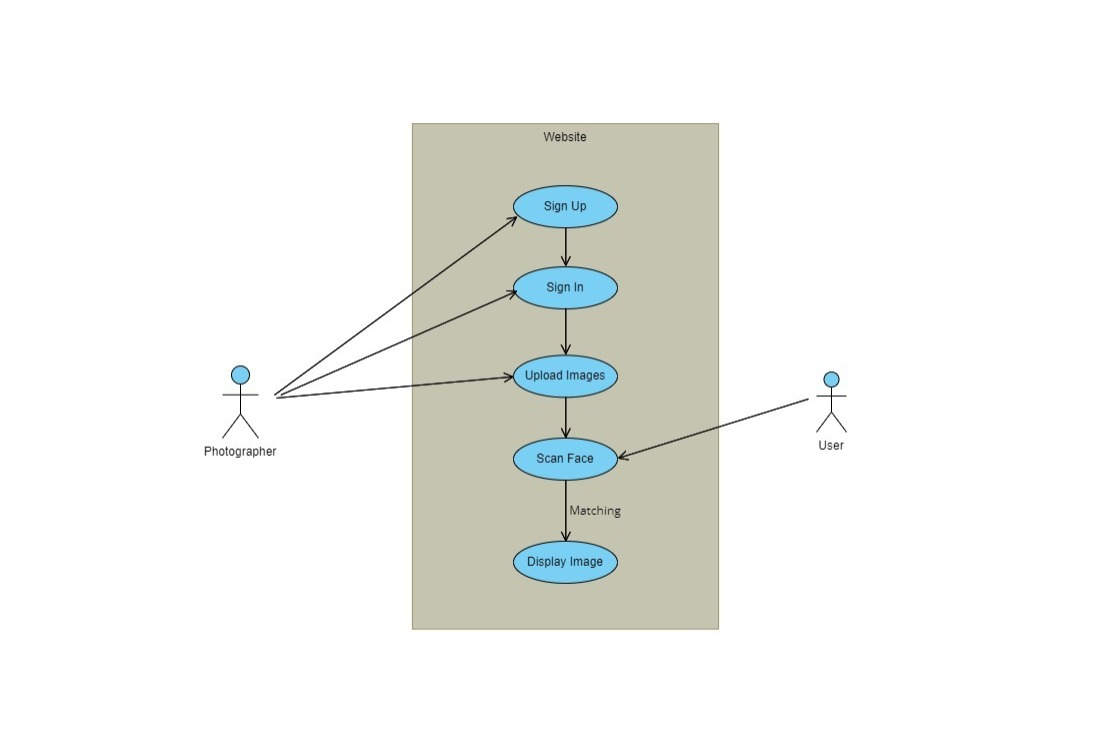 Website
Sign Up
Sign In
Upload Images
Scan Face
Matching
Display Image
Photographer
User